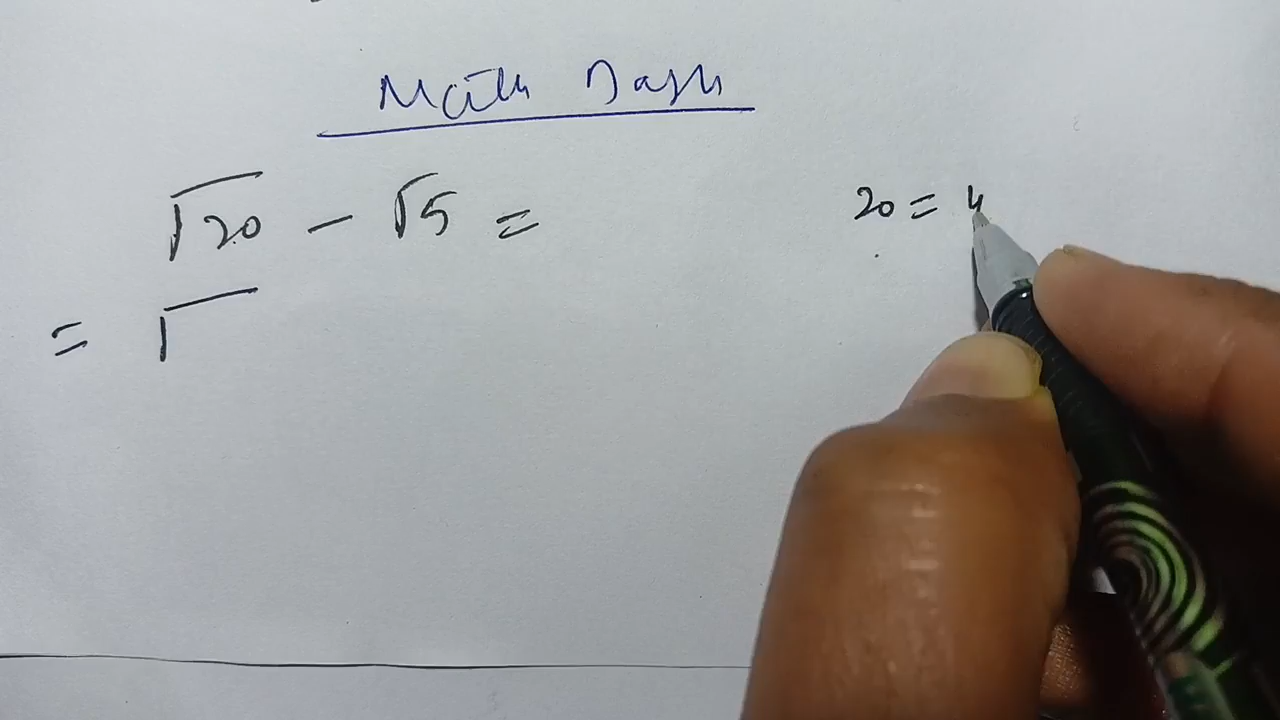 Math Dash
√20 - √5 =
20 = 4
= √